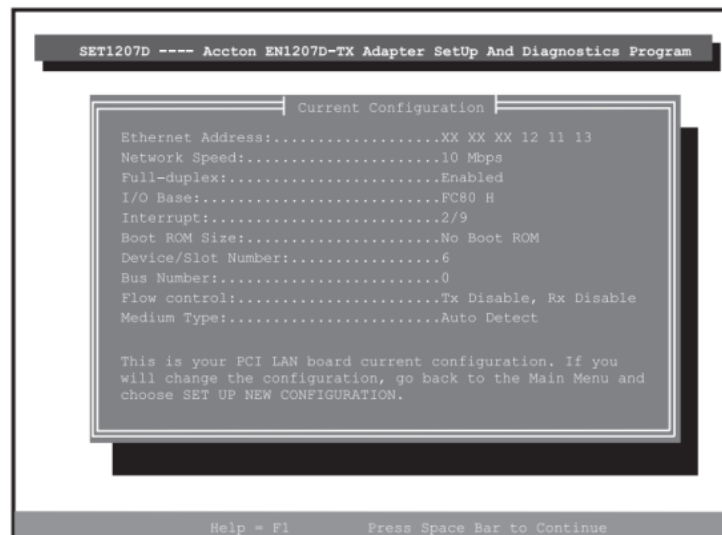 SET1207D ---- Accton EN1207D-TX Adapter SetUp And Diagnostics Program
Current Configuration
Ethernet Address:....................XX XX XX 12 11 13
Network Speed:.......................10 Mbps
Full-duplex:.........................Enabled
I/O Base:............................FC80 H
Interrupt:...........................2/9
Boot ROM Size:.......................No Boot ROM
Device/Slot Number:..................6
Bus Number:..........................0
Flow control:........................Tx Disable, Rx Disable
Medium Type:.........................Auto Detect
This is your PCI LAN board current configuration. If you
will change the configuration, go back to the Main Menu and
choose SET UP NEW CONFIGURATION.
Help = F1 Press Space Bar to Continue